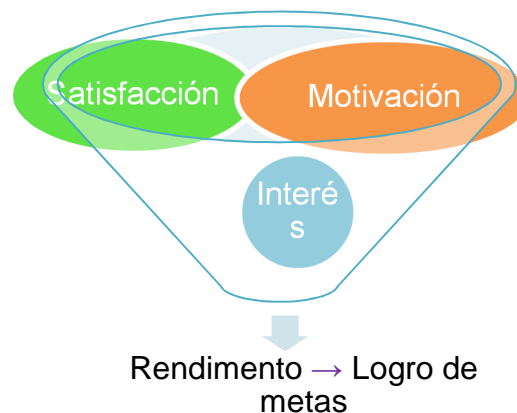 Satisfacción
Motivación
Interé
s
Rendimento → Logro de
metas